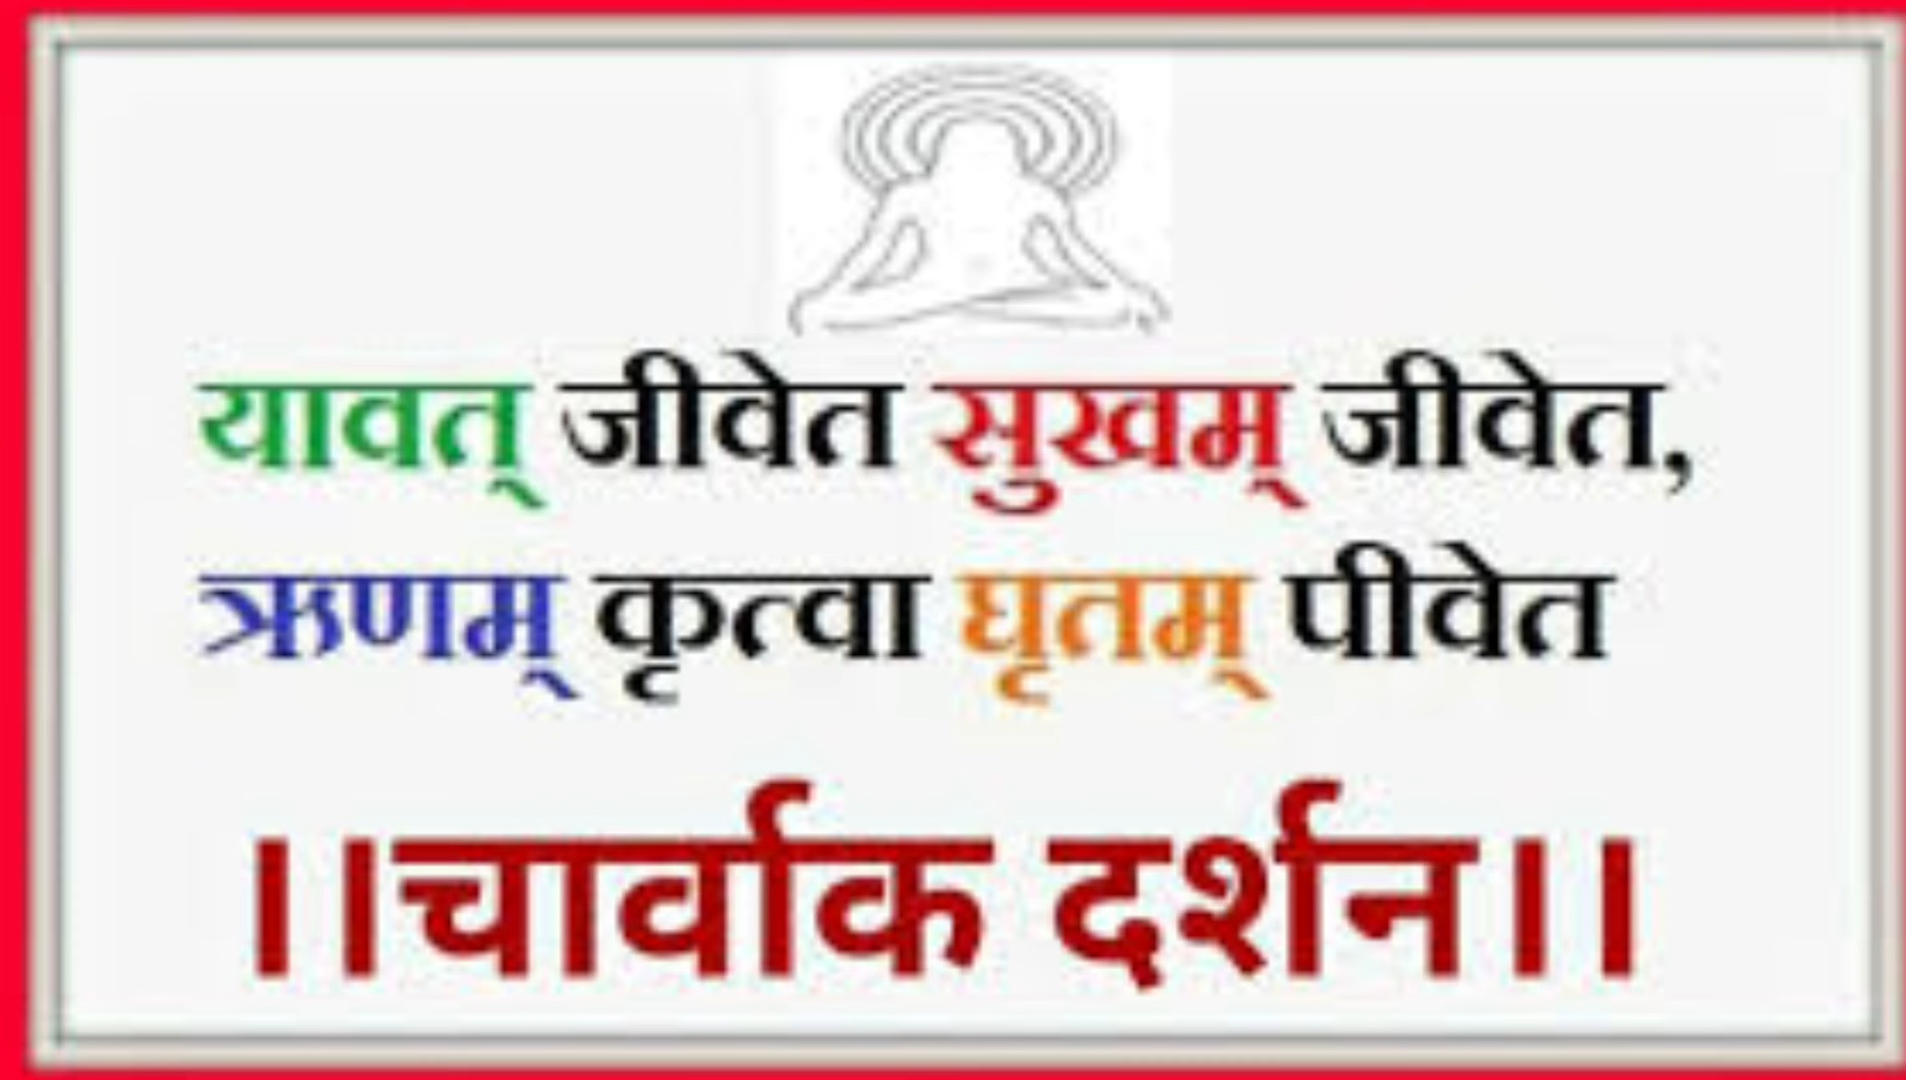 यावत् जीवेत सुखम् जीवेत,
ऋणम् कृत्वा घृतम् पीवेत
।।चार्वाक दर्शन।।